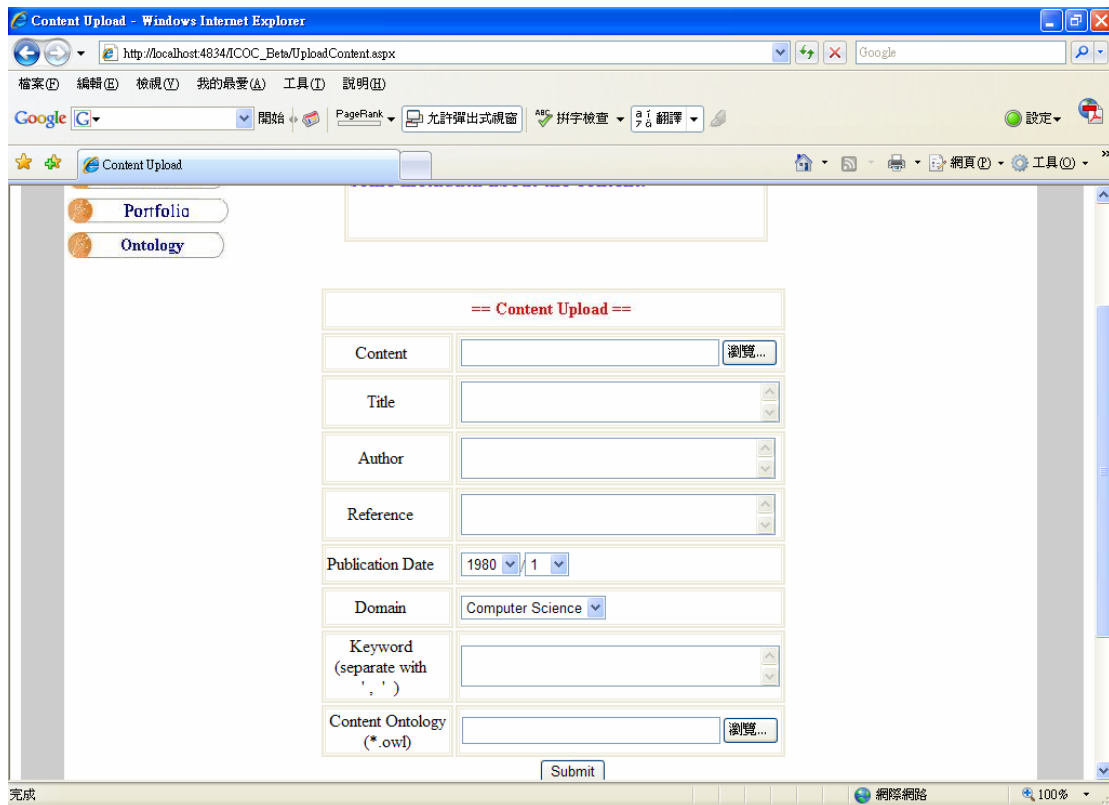 Content Upload - Windows Internet Explorer
http://localhost:4834/ICOC_Beta/UploadContent.aspx
Google
檔案(F) 編輯(E) 檢視(V) 我的最愛(A) 工具(T) 說明(H)
Google G 開始 PageRank 允許彈出式視窗 ABC 拼字檢查 翻譯 設定
Content Upload 網頁(P) 工具(O) »
Portfolio
Ontology
== Content Upload ==
Content 瀏覽...
Title
Author
Reference
Publication Date 1980 / 1
Domain Computer Science
Keyword
(separate with
' , ' )
Content Ontology
(*.owl) 瀏覽...
Submit
完成 網際網路 100%